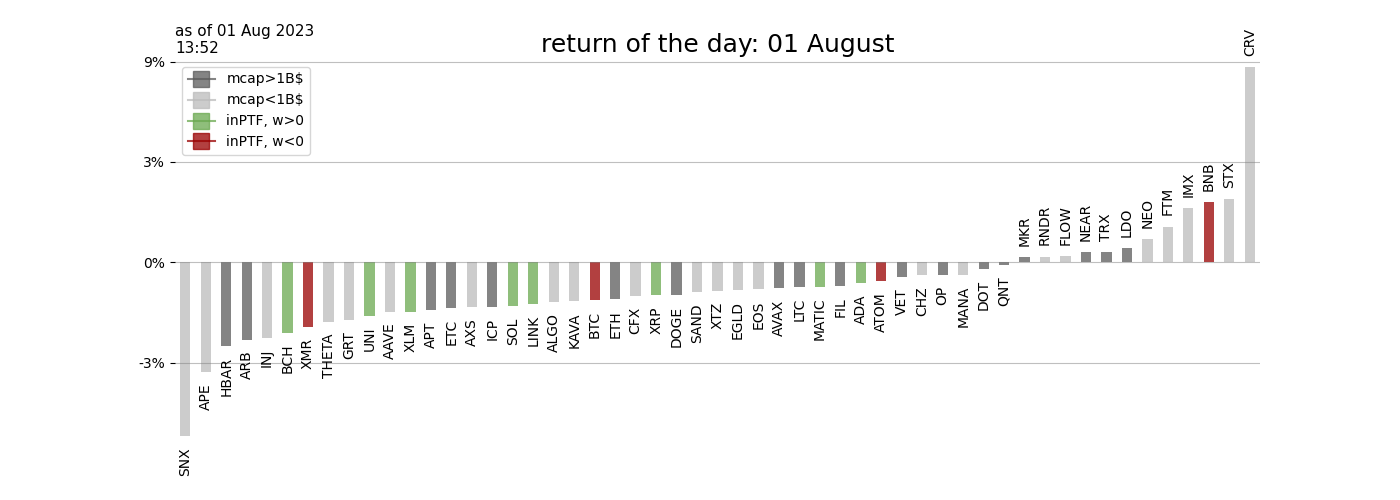 as of 01 Aug 2023
13:52
return of the day: 01 August
9%
3%
0%
-3%
mcap>1B$
mcap<1B$
inPTF, w>0
inPTF, w<0
SNX
APE
HBAR
ARB
INJ
BCH
XMR
THETA
GRT
UNI
AAVE
XLM
APT
ETC
AXS
ICP
SOL
LINK
ALGO
KAVA
BTC
ETH
CFX
XRP
DOGE
SAND
XTZ
EGLD
EOS
AVAX
LTC
MATIC
FIL
ADA
ATOM
VET
CHZ
OP
MANA
DOT
QNT
MKR
RNDR
FLOW
NEAR
TRX
LDO
NEO
FTM
IMX
BNB
STX
CRV